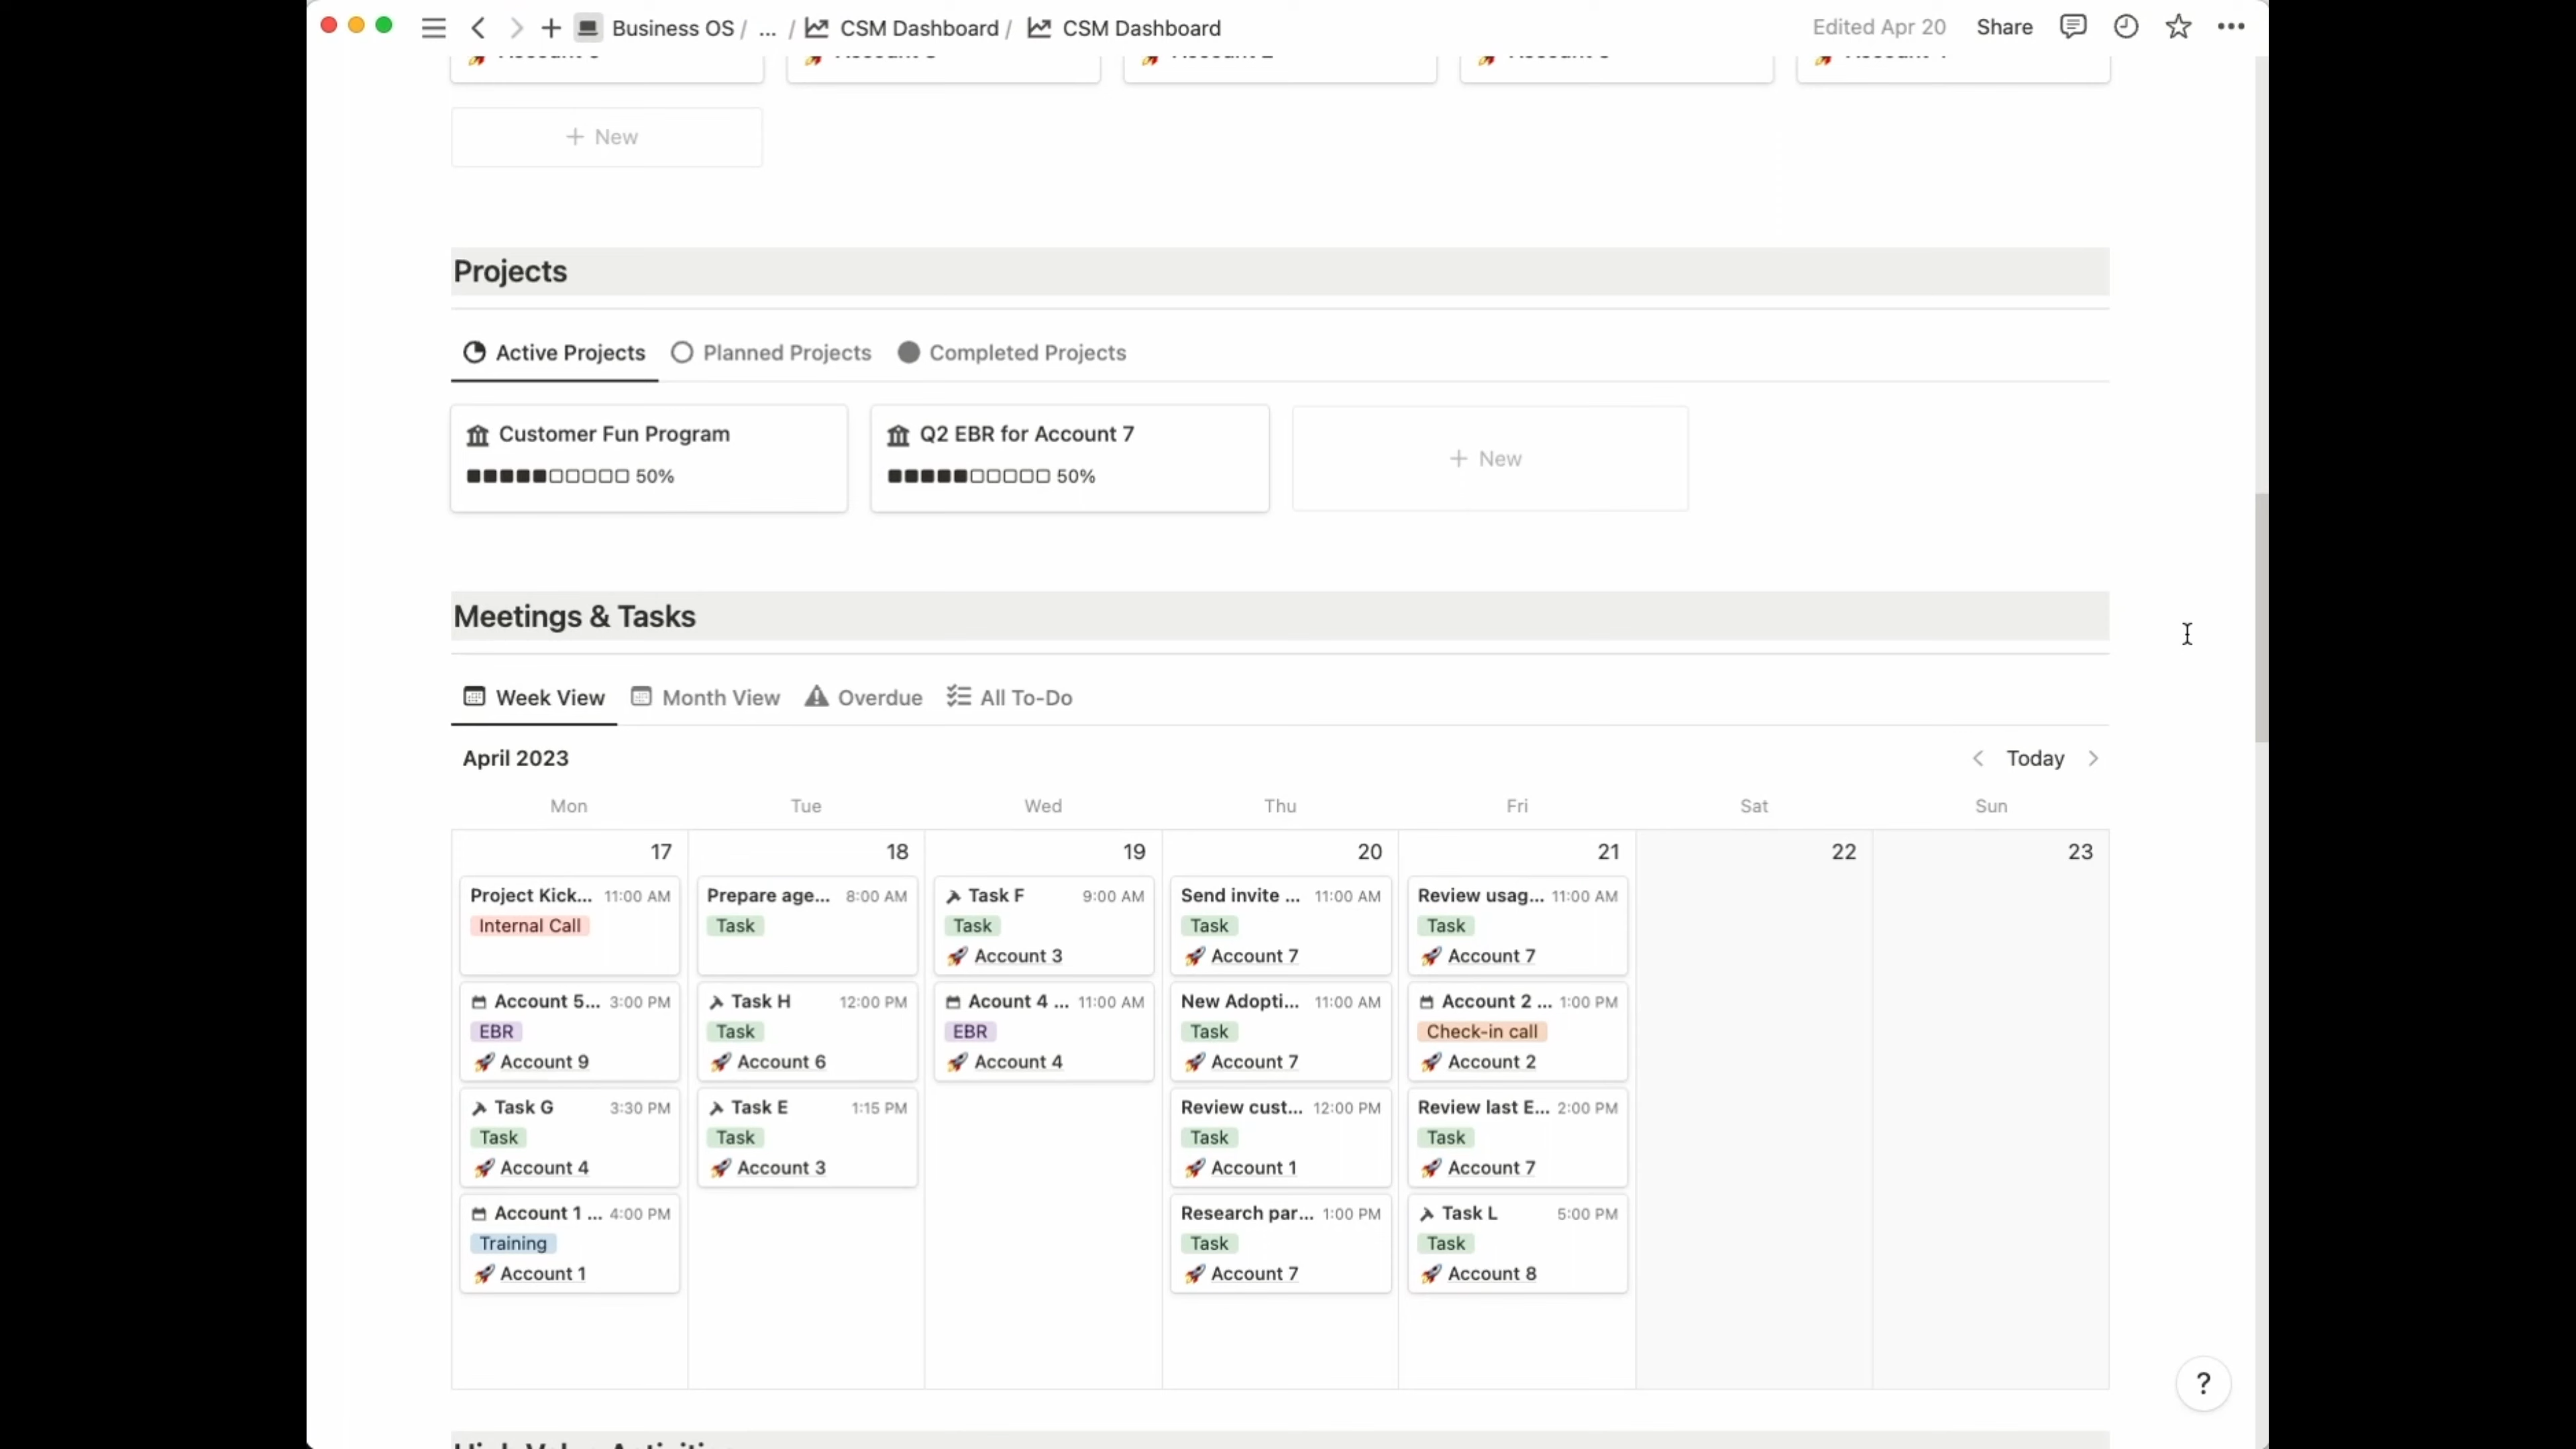 Business OS / ... / CSM Dashboard / CSM Dashboard
Edited Apr 20 Share
+ New
Projects
Active Projects Planned Projects Completed Projects
Customer Fun Program
50%
Q2 EBR for Account 7
50%
+ New
Meetings & Tasks
Week View Month View Overdue All To-Do
April 2023
Today
Mon Tue Wed Thu Fri Sat Sun
17
Project Kick... 11:00 AM
Internal Call
Account 5... 3:00 PM
EBR
Account 9
Task G 3:30 PM
Task
Account 4
Account 1 ... 4:00 PM
Training
Account 1
18
Prepare age... 8:00 AM
Task
Task H 12:00 PM
Task
Account 6
Task E 1:15 PM
Task
Account 3
19
Task F 9:00 AM
Task
Account 3
Acount 4 ... 11:00 AM
EBR
Account 4
20
Send invite ... 11:00 AM
Task
Account 7
New Adopti... 11:00 AM
Task
Account 7
Review cust... 12:00 PM
Task
Account 1
Research par... 1:00 PM
Task
Account 7
21
Review usag... 11:00 AM
Task
Account 7
Account 2 ... 1:00 PM
Check-in call
Account 2
Review last E... 2:00 PM
Task
Account 7
Task L 5:00 PM
Task
Account 8
22
23
?